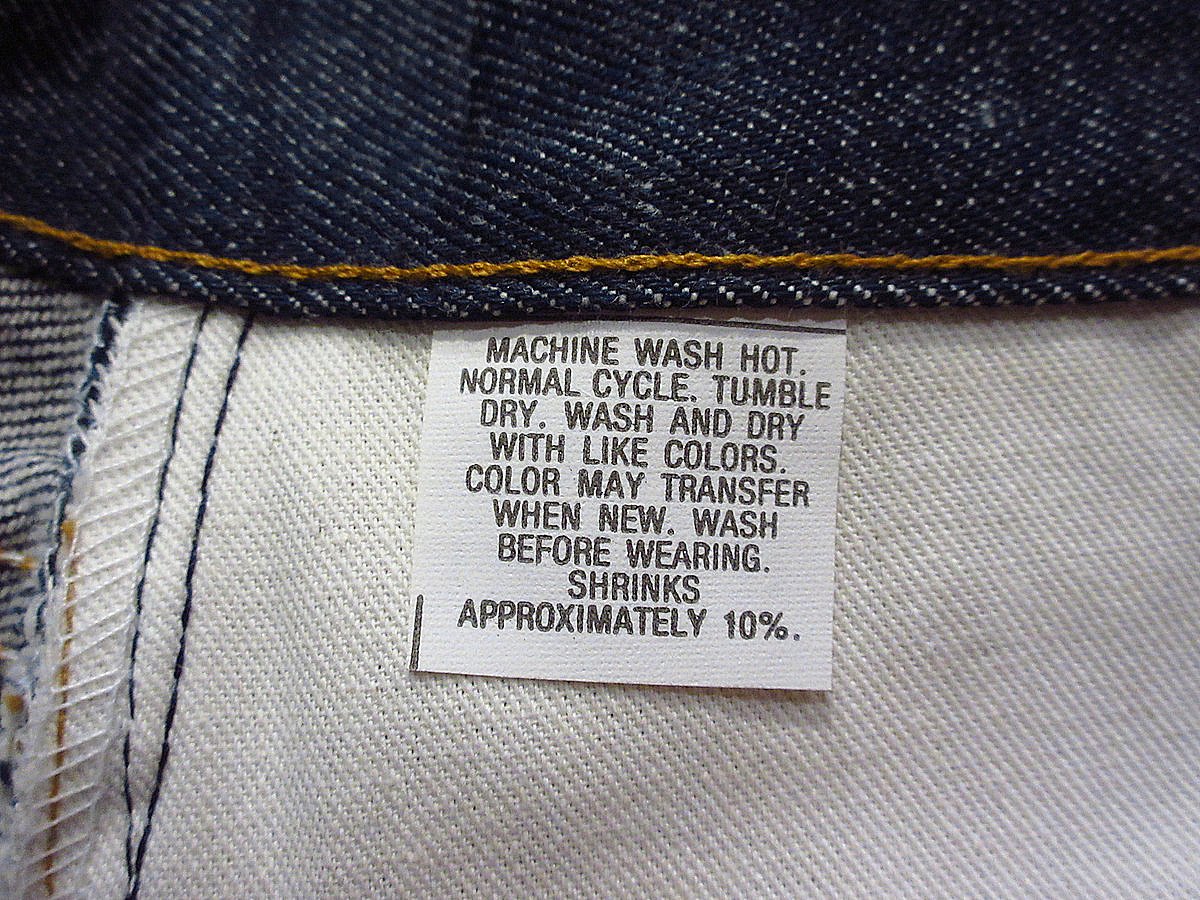 MACHINE WASH HOT.
NORMAL CYCLE. TUMBLE
DRY. WASH AND DRY
WITH LIKE COLORS.
COLOR MAY TRANSFER
WHEN NEW. WASH
BEFORE WEARING.
SHRINKS
APPROXIMATELY 10%.